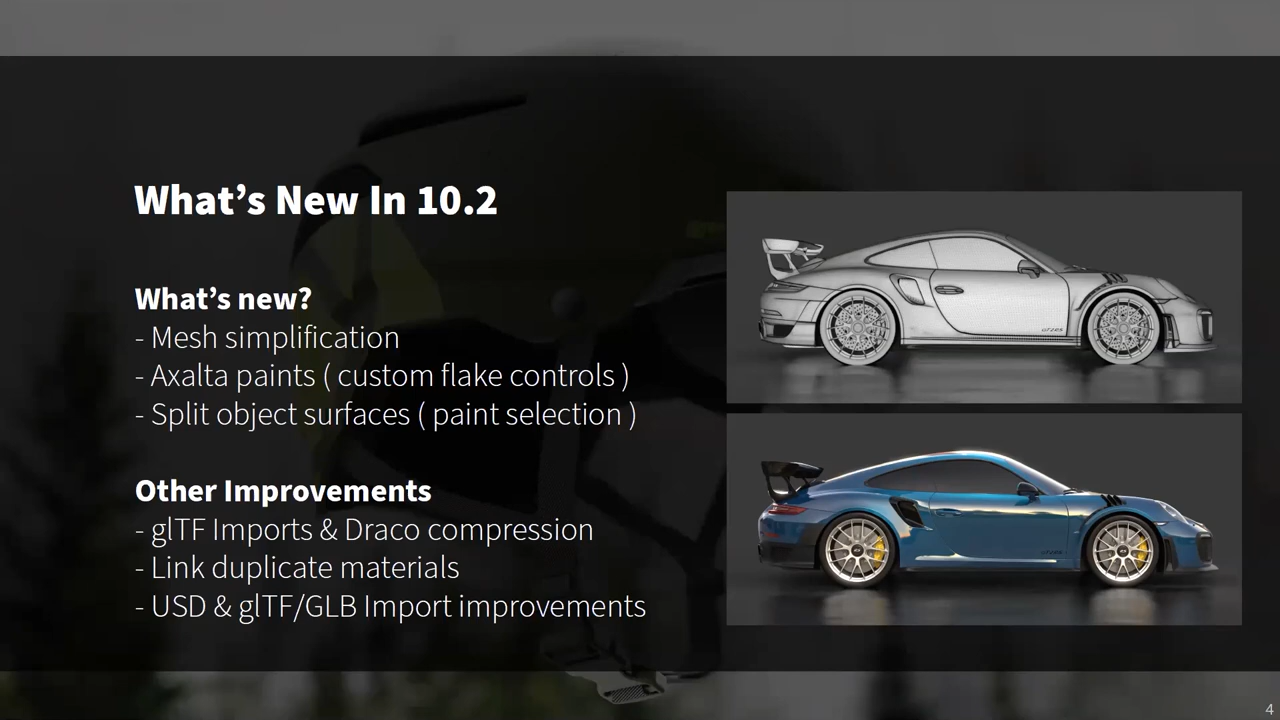 What's New In 10.2
What's new?
- Mesh simplification
- Axalta paints ( custom flake controls )
- Split object surfaces ( paint selection )
Other Improvements
- glTF Imports & Draco compression
- Link duplicate materials
- USD & glTF/GLB Import improvements
4